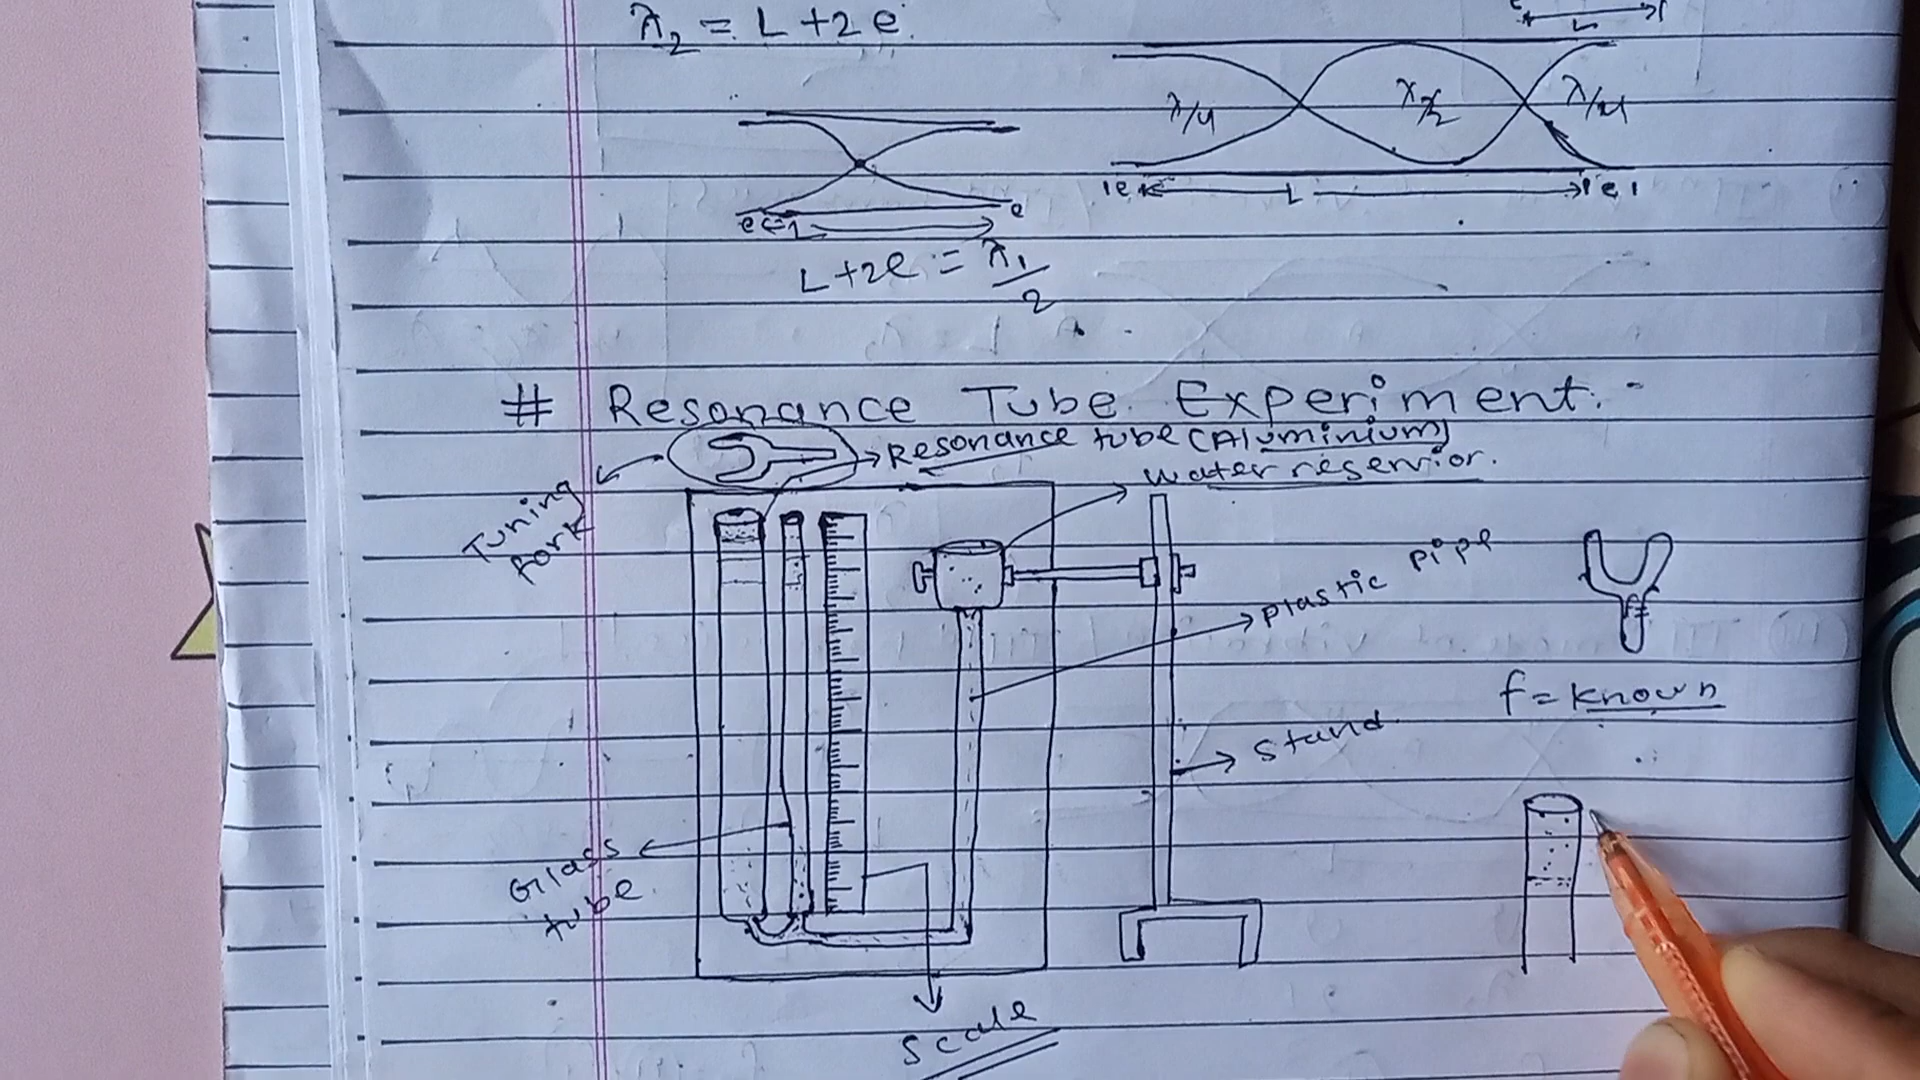 λ₂ = L + 2e
L
λ/4
λ/2
λ/4
e
L
e
e
L
e
L + 2e = λ₁/2
# Resonance Tube Experiment:-
Resonance tube (Aluminium)
Water reservior.
Tuning
fork
Plastic pipe
f = known
Stand
Glass
tube
Scale